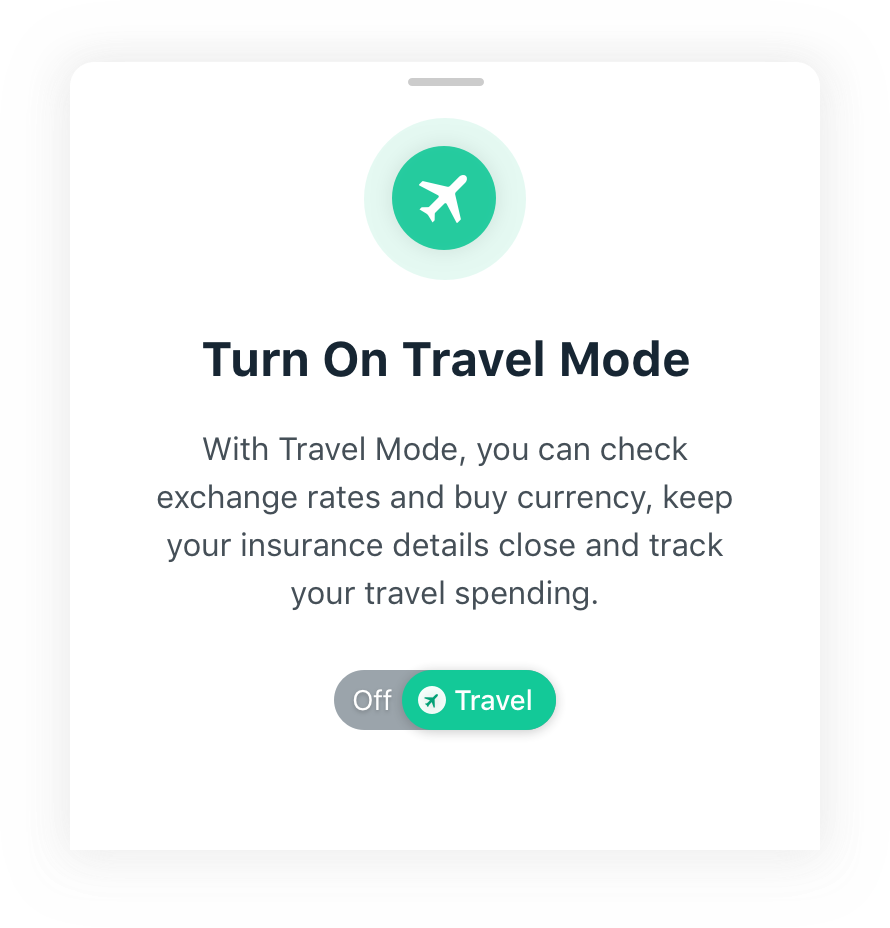 Turn On Travel Mode
With Travel Mode, you can check
exchange rates and buy currency, keep
your insurance details close and track
your travel spending.
Off Travel